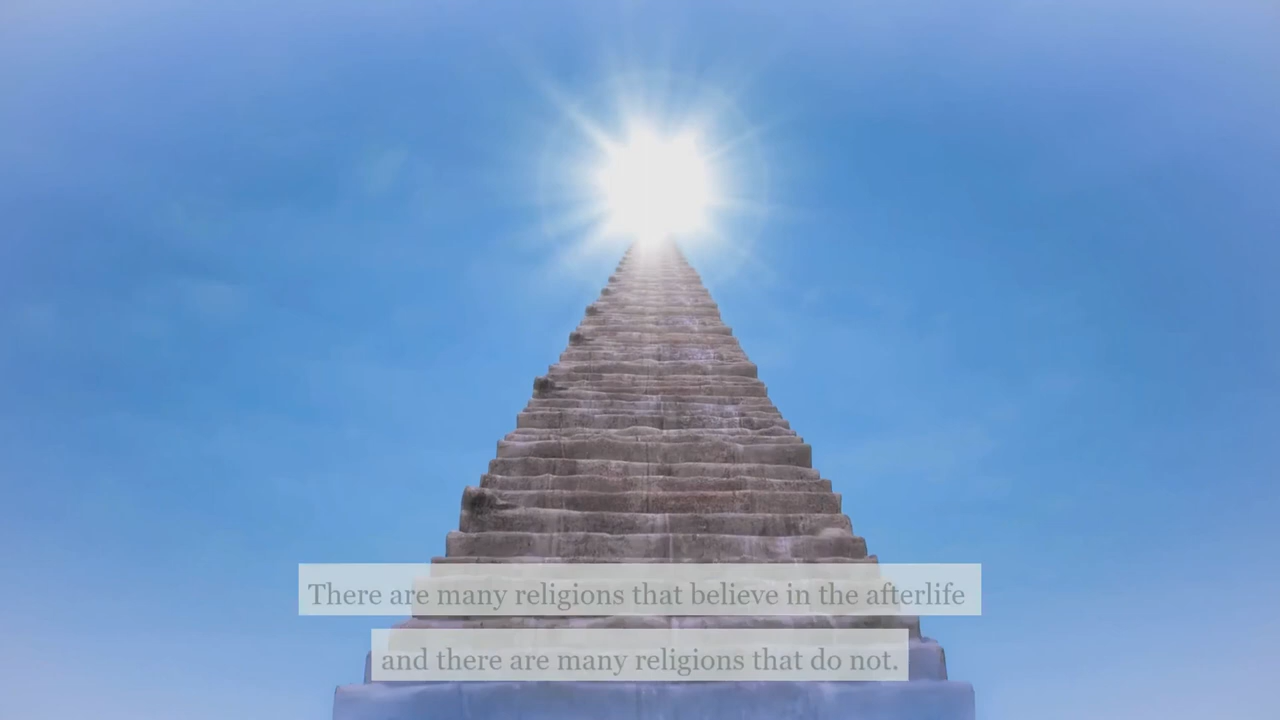 There are many religions that believe in the afterlife
and there are many religions that do not.